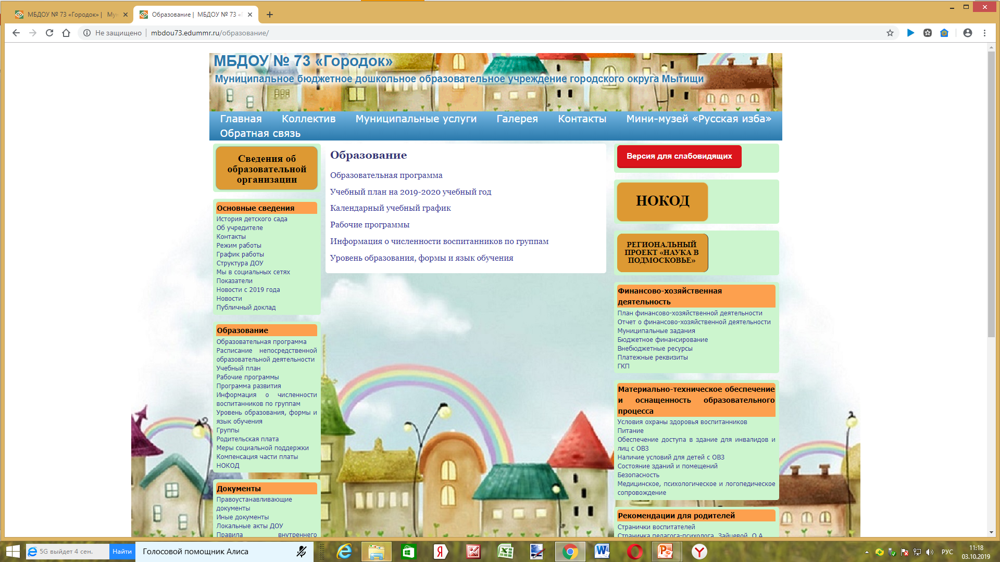 МБДОУ № 73 «Городок» |
Образование | МБДОУ № 73
Не защищено
mbdou73.edummr.ru/образование/
МБДОУ № 73 «Городок»
Муниципальное бюджетное дошкольное образовательное учреждение городского округа Мытищи
Главная Коллектив Муниципальные услуги Галерея Контакты Мини-музей «Русская изба»
Обратная связь
Сведения об
образовательной
организации
Основные сведения
История детского сада
Об учредителе
Контакты
Режим работы
График работы
Структура ДОУ
Мы в социальных сетях
Показатели
Новости с 2019 года
Новости
Публичный доклад
Образование
Образовательная программа
Расписание непосредственной
образовательной деятельности
Учебный план
Рабочие программы
Программа развития
Информация о численности
воспитанников по группам
Уровень образования, формы и
язык обучения
Группы
Родительская плата
Меры социальной поддержки
Компенсация части платы
НОКОД
Документы
Правоустанавливающие
документы
Иные документы
Локальные акты ДОУ
Правила внутреннего
Образование
Образовательная программа
Учебный план на 2019-2020 учебный год
Календарный учебный график
Рабочие программы
Информация о численности воспитанников по группам
Уровень образования, формы и язык обучения
Версия для слабовидящих
НОКОД
РЕГИОНАЛЬНЫЙ
ПРОЕКТ «НАУКА В
ПОДМОСКОВЬЕ»
Финансово-хозяйственная
деятельность
План финансово-хозяйственной деятельности
Отчет о финансово-хозяйственной деятельности
Муниципальные задания
Бюджетное финансирование
Внебюджетные ресурсы
Платежные реквизиты
ГКП
Материально-техническое обеспечение
и оснащенность образовательного
процесса
Условия охраны здоровья воспитанников
Питание
Обеспечение доступа в здание для инвалидов и
лиц с ОВЗ
Наличие условий для детей с ОВЗ
Состояние зданий и помещений
Безопасность
Медицинское, психологическое и логопедическое
сопровождение
Рекомендации для родителей
Странички воспитателей
Страничка педагога-психолога Зайцевой О.А.
5G выйдет 4 сен.
Найти
Голосовой помощник Алиса
РУС
11:18
03.10.2019